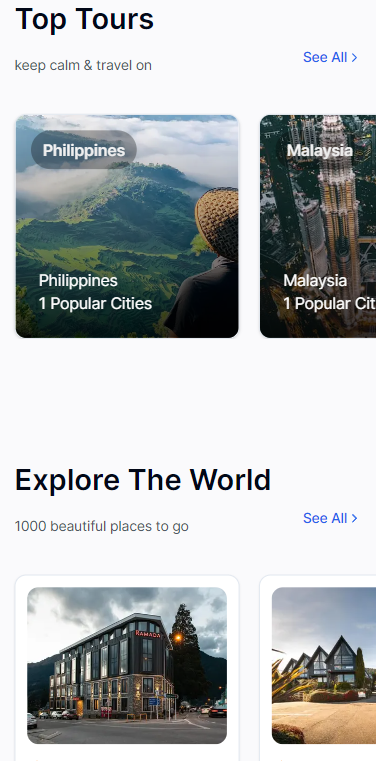 Top Tours
keep calm & travel on
See All
Philippines
Philippines
1 Popular Cities
Malaysia
Malaysia
1 Popular Cit
Explore The World
1000 beautiful places to go
See All
RAMADA